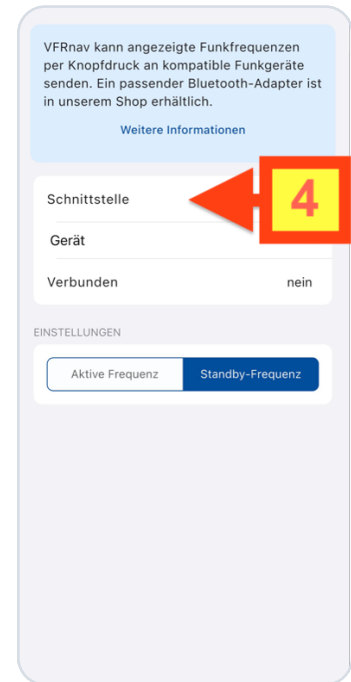 VFRnav kann angezeigte Funkfrequenzen
per Knopfdruck an kompatible Funkgeräte
senden. Ein passender Bluetooth-Adapter ist
in unserem Shop erhältlich.
Weitere Informationen
Schnittstelle
4
Gerät
Verbunden nein
EINSTELLUNGEN
Aktive Frequenz Standby-Frequenz